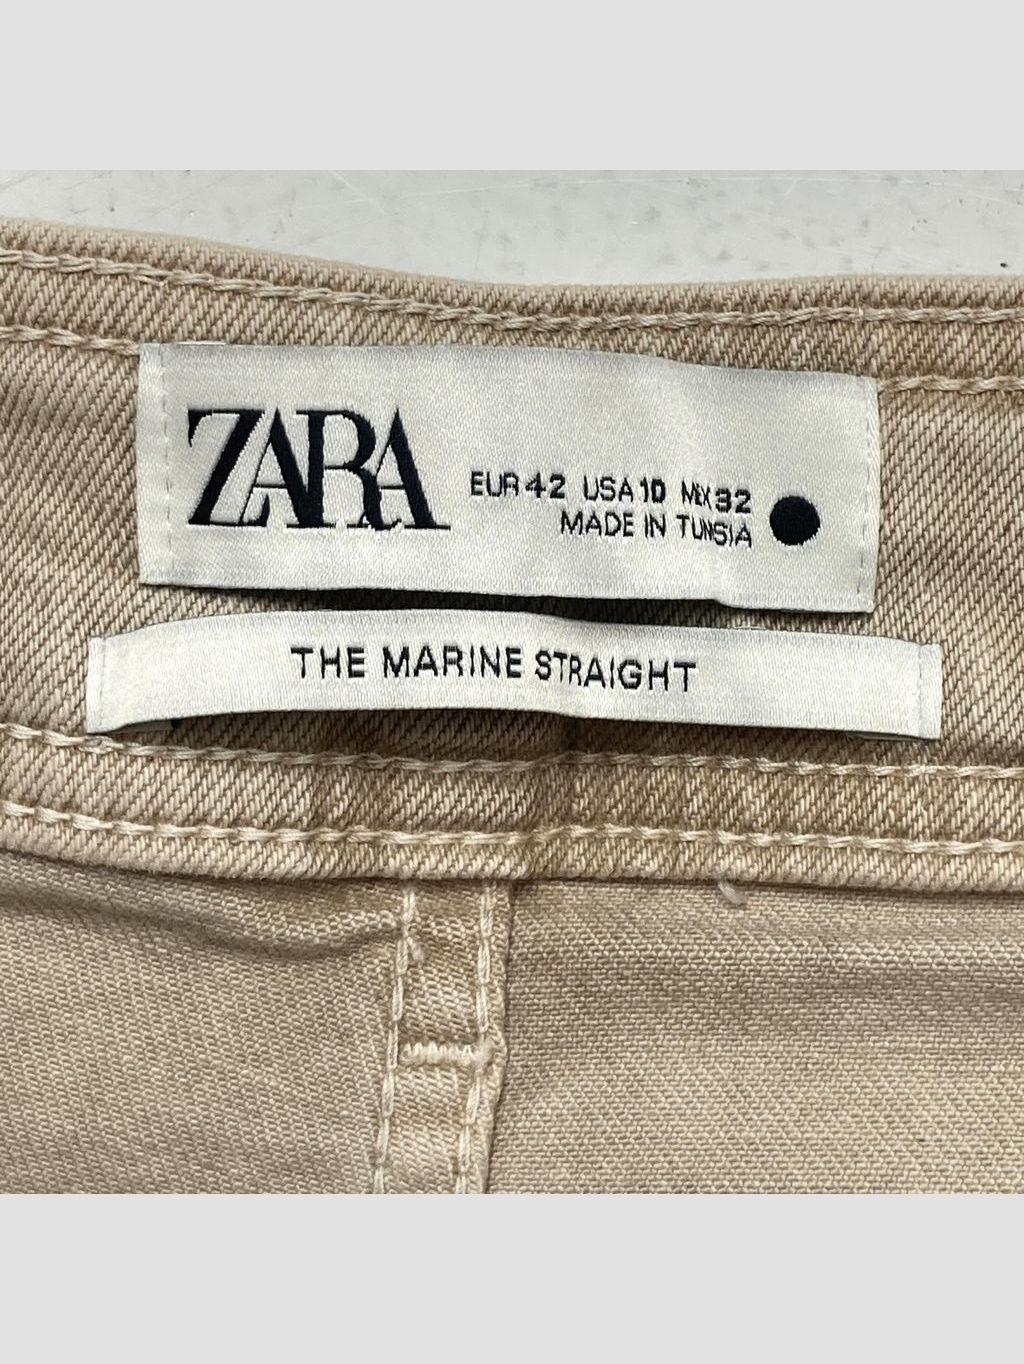 ZARA
EUR 42 USA 10 MEX 32
MADE IN TUNISIA
THE MARINE STRAIGHT